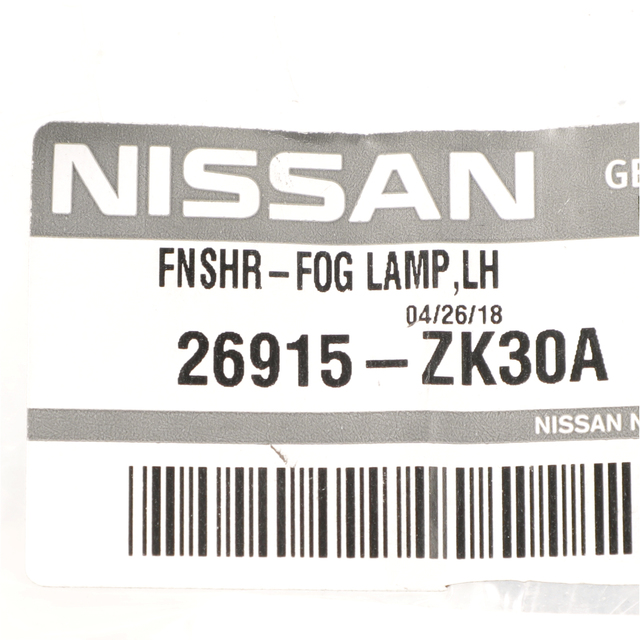 NISSAN
FNSHR-FOG LAMP,LH
04/26/18
26915-ZK30A
NISSAN